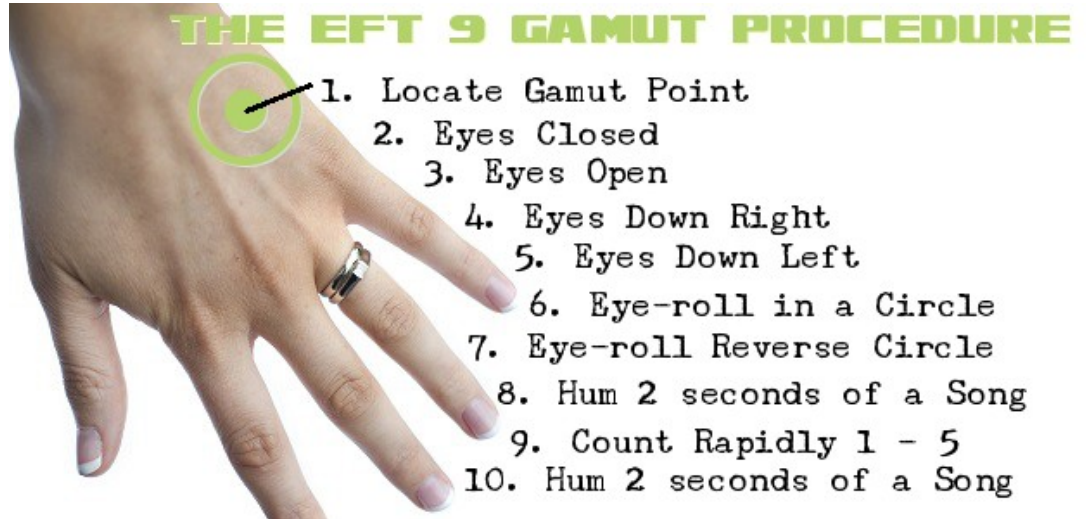 THE EFT 9 GAMUT PROCEDURE
1. Locate Gamut Point
2. Eyes Closed
3. Eyes Open
4. Eyes Down Right
5. Eyes Down Left
6. Eye-roll in a Circle
7. Eye-roll Reverse Circle
8. Hum 2 seconds of a Song
9. Count Rapidly 1 - 5
10. Hum 2 seconds of a Song